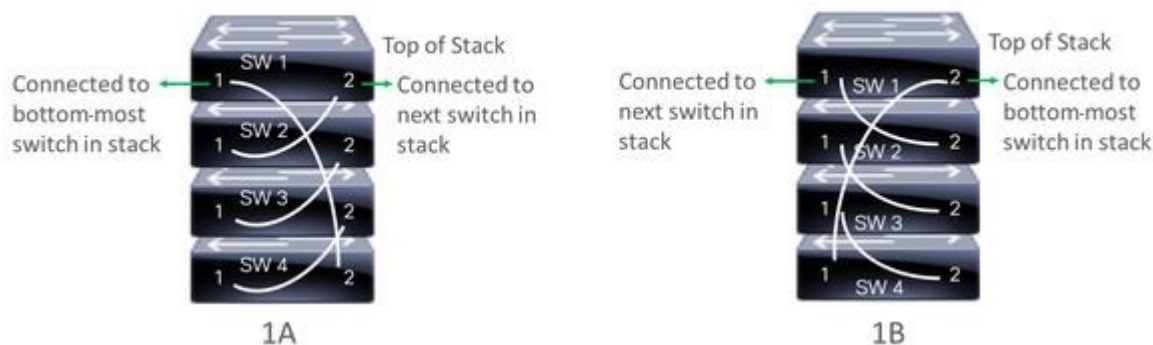 Top of Stack
SW 1
Connected to
bottom-most
switch in stack
1
2
Connected to
next switch in
stack
SW 2
1
2
SW 3
1
2
SW 4
1
2
1A
Top of Stack
Connected to
next switch in
stack
1
SW 1
2
Connected to
bottom-most
switch in stack
1
SW 2
2
1
SW 3
2
1
SW 4
2
1B